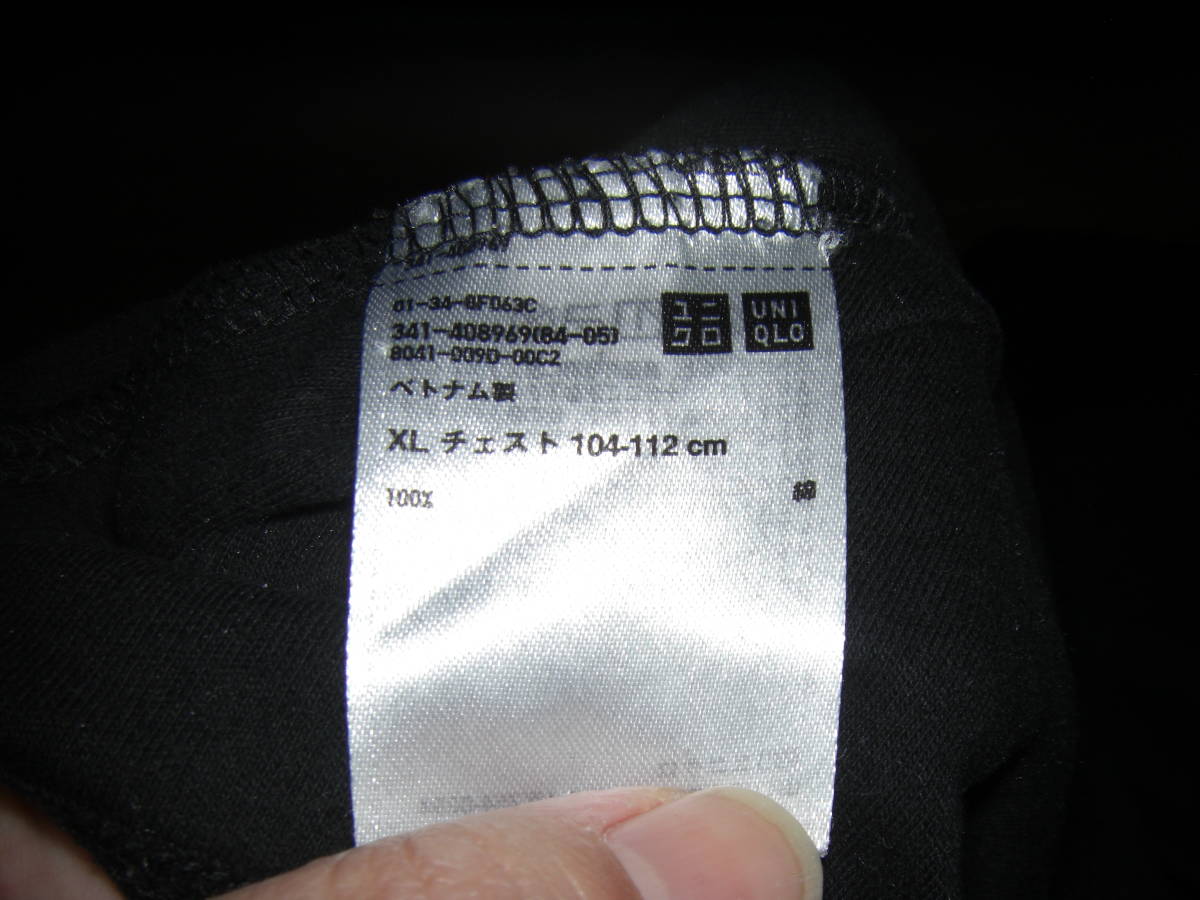 01-34-8F063C
341-408969(84-05)
8041-009D-00C2
ユニ
クロ
UNI
QLO
ベトナム製
XL チェスト 104-112 cm
100% 綿